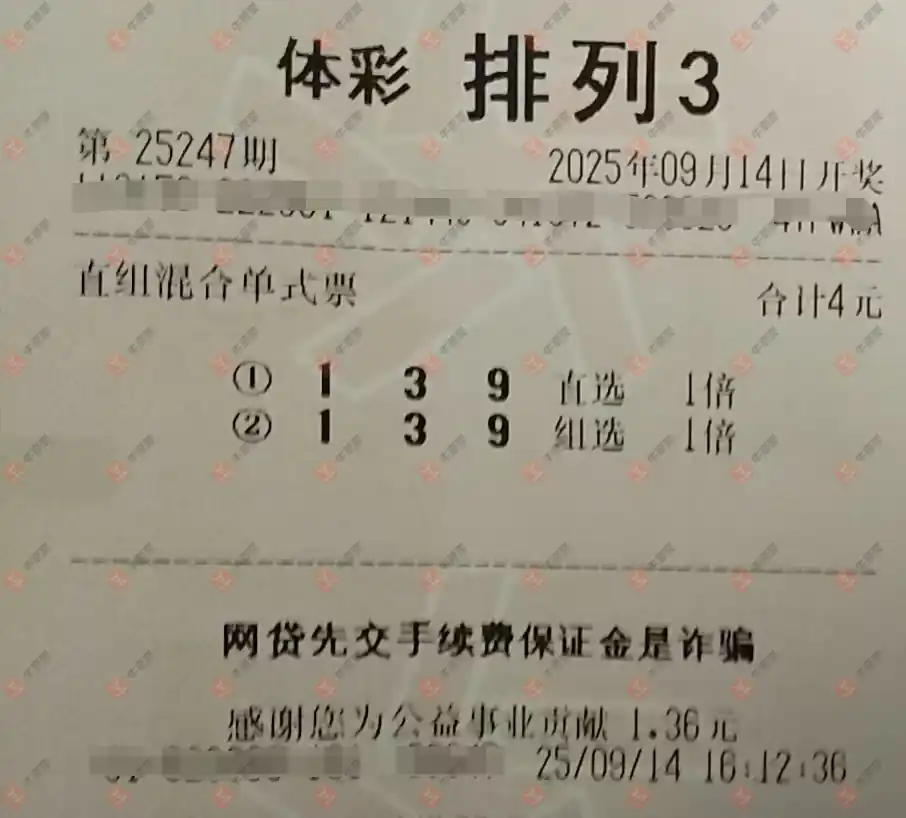 体彩 排列3
第 25247期 2025年09月14日开奖
直组混合单式票 合计4元
① 1 3 9 直选 1倍
② 1 3 9 组选 1倍
网贷先交手续费保证金是诈骗
感谢您为公益事业贡献 1.36元
25/09/14 16:12:36